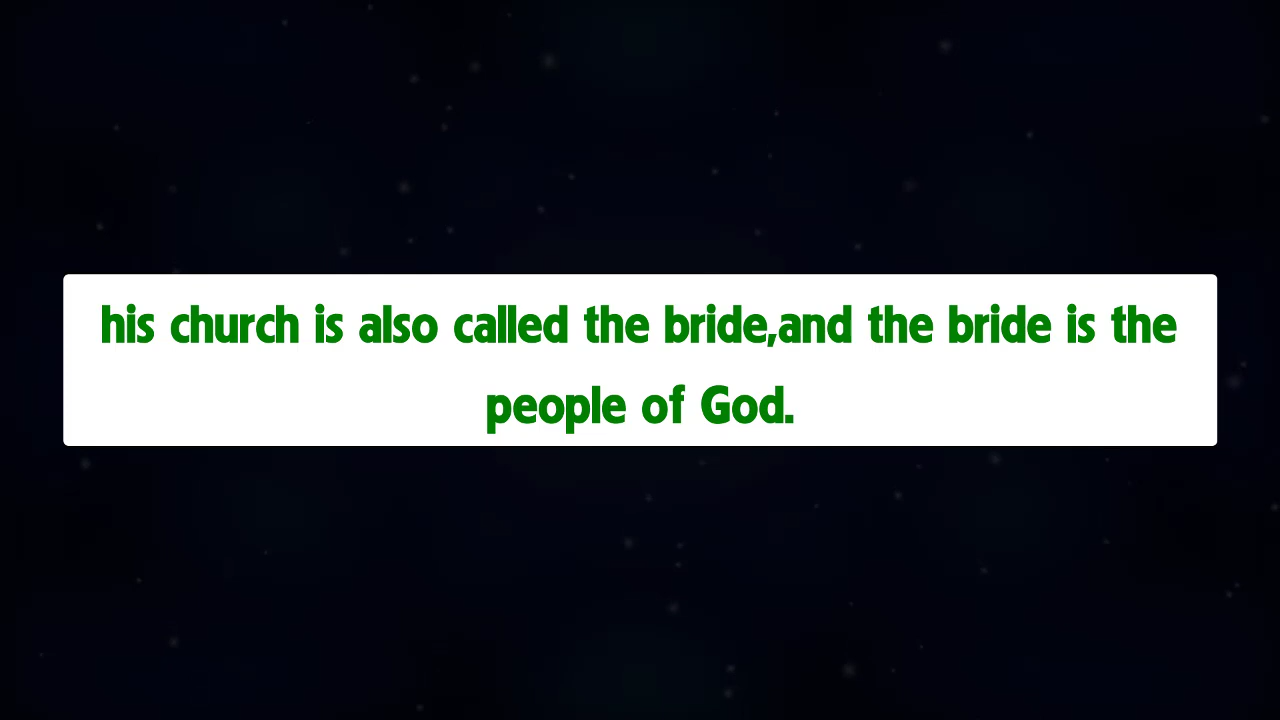 his church is also called the bride,and the bride is the
people of God.